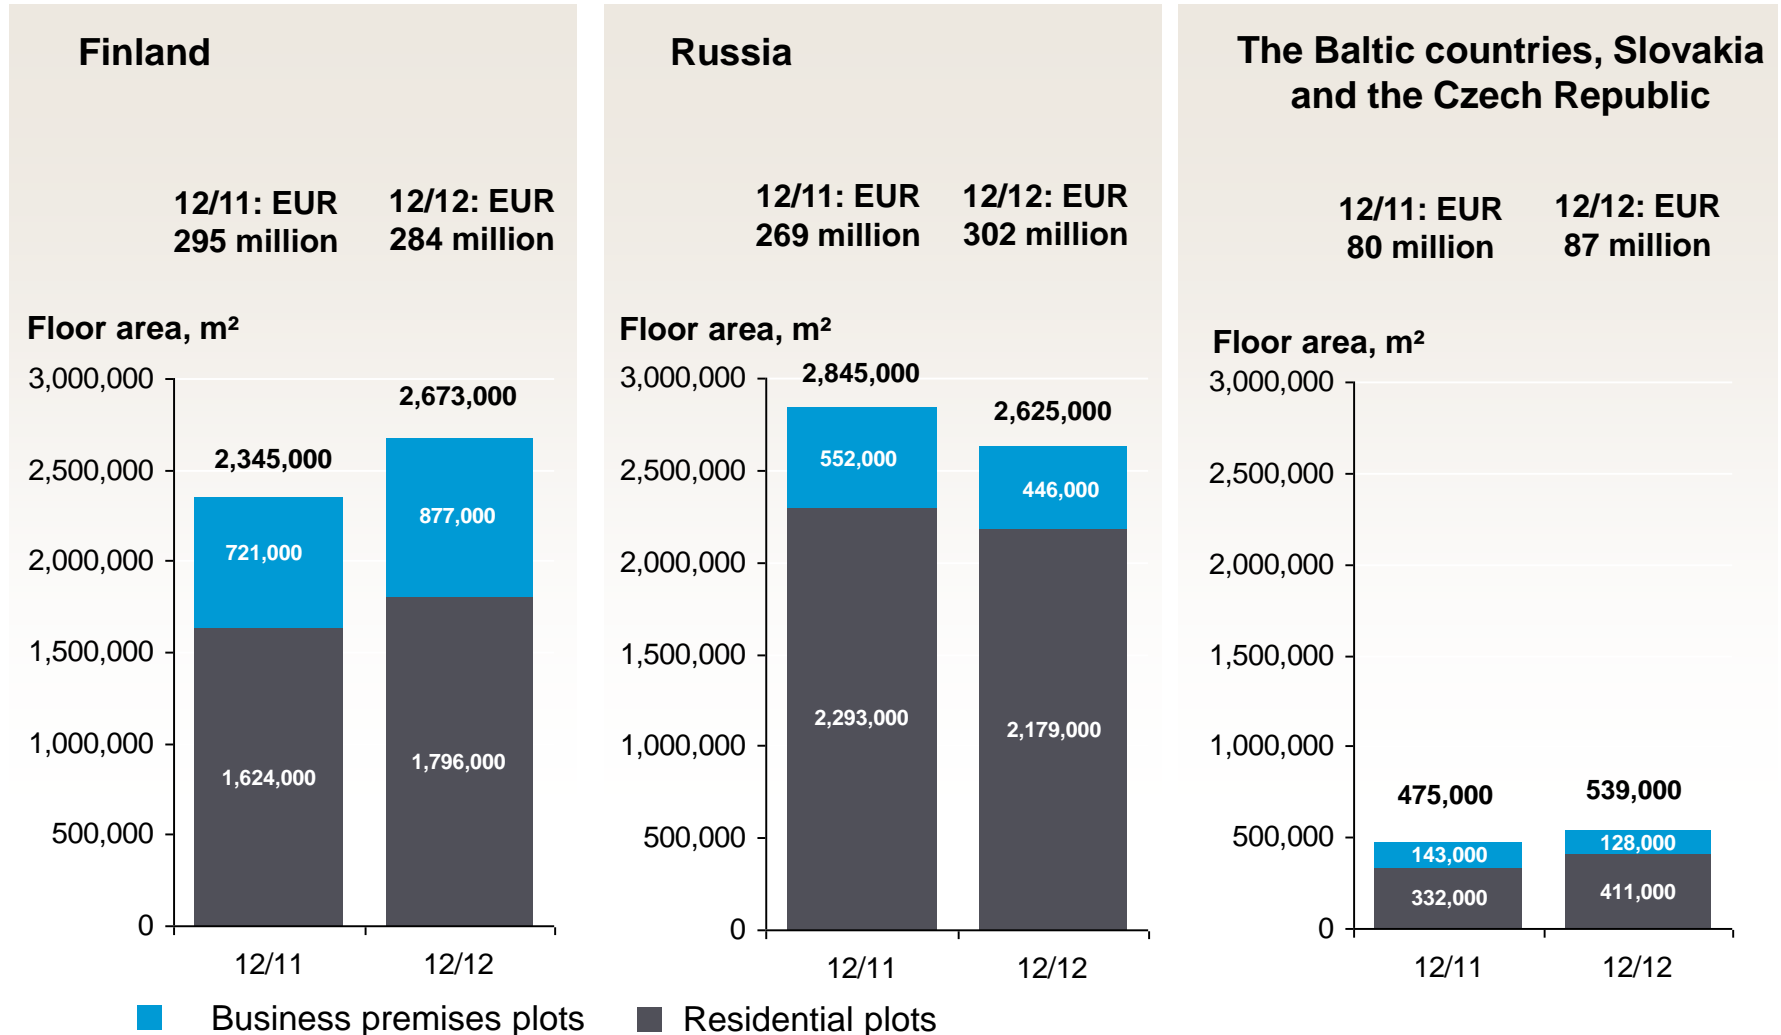 Finland
12/11: EUR
295 million
12/12: EUR
284 million
Floor area, m²
3,000,000
2,500,000
2,000,000
1,500,000
1,000,000
500,000
0
2,345,000
721,000
1,624,000
2,673,000
877,000
1,796,000
12/11
12/12
Russia
12/11: EUR
269 million
12/12: EUR
302 million
Floor area, m²
3,000,000
2,500,000
2,000,000
1,500,000
1,000,000
500,000
0
2,845,000
552,000
2,293,000
2,625,000
446,000
2,179,000
12/11
12/12
The Baltic countries, Slovakia
and the Czech Republic
12/11: EUR
80 million
12/12: EUR
87 million
Floor area, m²
3,000,000
2,500,000
2,000,000
1,500,000
1,000,000
500,000
0
475,000
143,000
332,000
539,000
128,000
411,000
12/11
12/12
Business premises plots
Residential plots